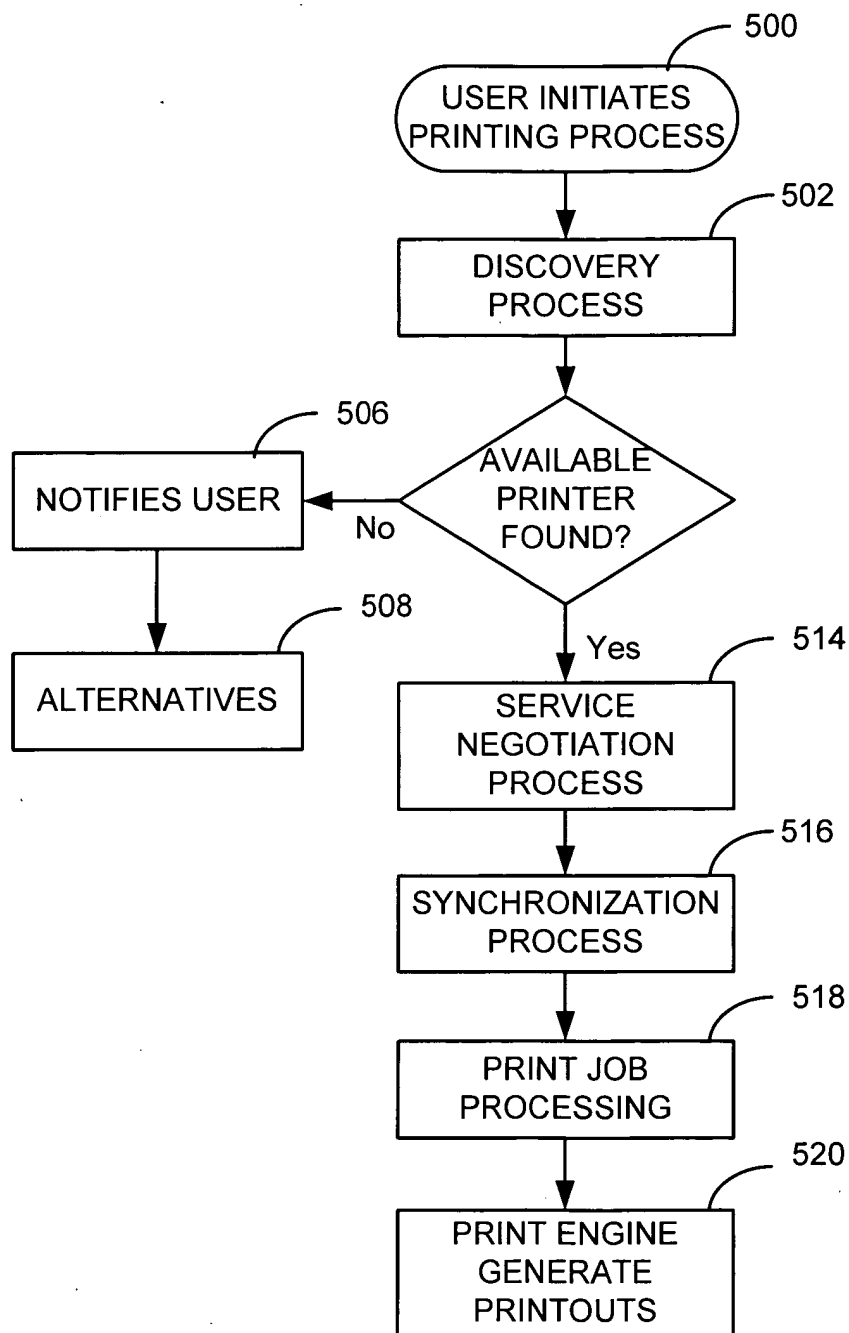 500
USER INITIATES
PRINTING PROCESS
502
DISCOVERY
PROCESS
506
NOTIFIES USER
No
AVAILABLE
PRINTER
FOUND?
508
ALTERNATIVES
Yes
514
SERVICE
NEGOTIATION
PROCESS
516
SYNCHRONIZATION
PROCESS
518
PRINT JOB
PROCESSING
520
PRINT ENGINE
GENERATE
PRINTOUTS